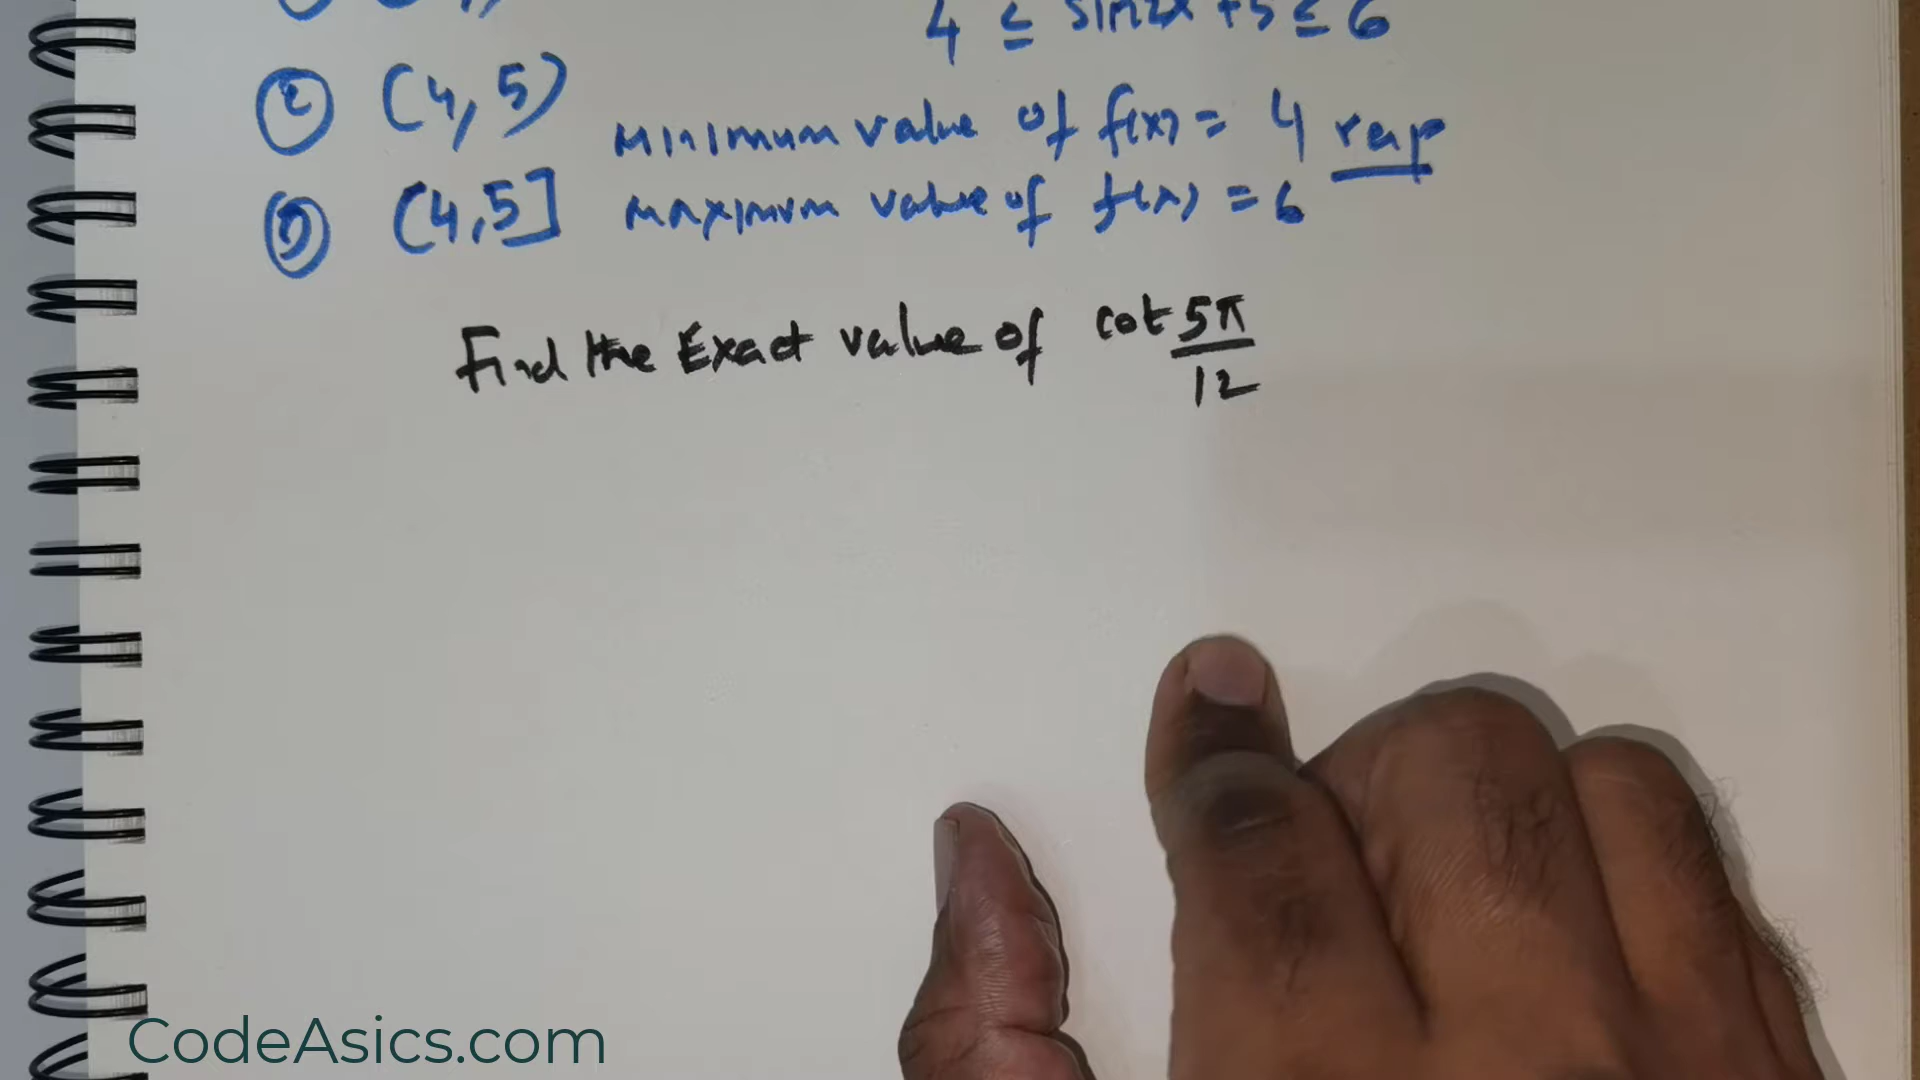 4 ≤ sin2x + 5 ≤ 6
② (4, 5)
Minimum value of f(x) = 4
(4,5] maximum value of f(x) = 6
Find the Exact value of cot 5π/12
CodeAsics.com